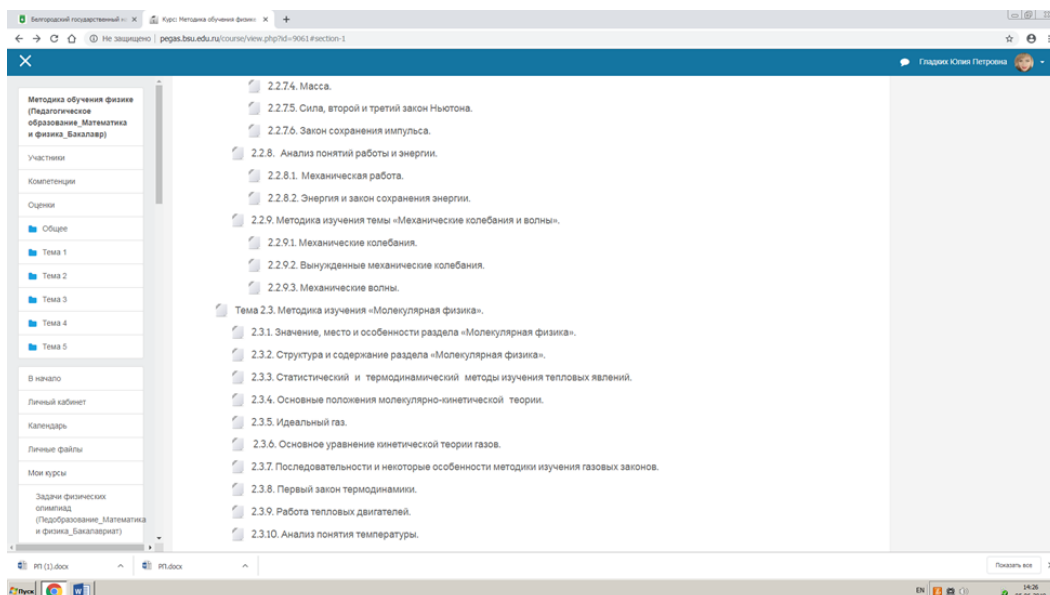 Белгородский государственный
Курс: Методика обучения физике
Не защищено | pegas.bsu.edu.ru/course/view.php?id=9061#section-1
Гладких Юлия Петровна
Методика обучения физике
(Педагогическое
образование_Математика
и физика_Бакалавр)
Участники
Компетенции
Оценки
Общее
Тема 1
Тема 2
Тема 3
Тема 4
Тема 5
В начало
Личный кабинет
Календарь
Личные файлы
Мои курсы
Задачи физических
олимпиад
(Педобразование_Математика
и физика_Бакалавриат)
2.2.7.4. Масса.
2.2.7.5. Сила, второй и третий закон Ньютона.
2.2.7.6. Закон сохранения импульса.
2.2.8. Анализ понятий работы и энергии.
2.2.8.1. Механическая работа.
2.2.8.2. Энергия и закон сохранения энергии.
2.2.9. Методика изучения темы «Механические колебания и волны».
2.2.9.1. Механические колебания.
2.2.9.2. Вынужденные механические колебания.
2.2.9.3. Механические волны.
Тема 2.3. Методика изучения «Молекулярная физика».
2.3.1. Значение, место и особенности раздела «Молекулярная физика».
2.3.2. Структура и содержание раздела «Молекулярная физика».
2.3.3. Статистический и термодинамический методы изучения тепловых явлений.
2.3.4. Основные положения молекулярно-кинетической теории.
2.3.5. Идеальный газ.
2.3.6. Основное уравнение кинетической теории газов.
2.3.7. Последовательности и некоторые особенности методики изучения газовых законов.
2.3.8. Первый закон термодинамики.
2.3.9. Работа тепловых двигателей.
2.3.10. Анализ понятия температуры.
РП (1).docx
РП.docx
Показать все
Пуск
EN
14:26